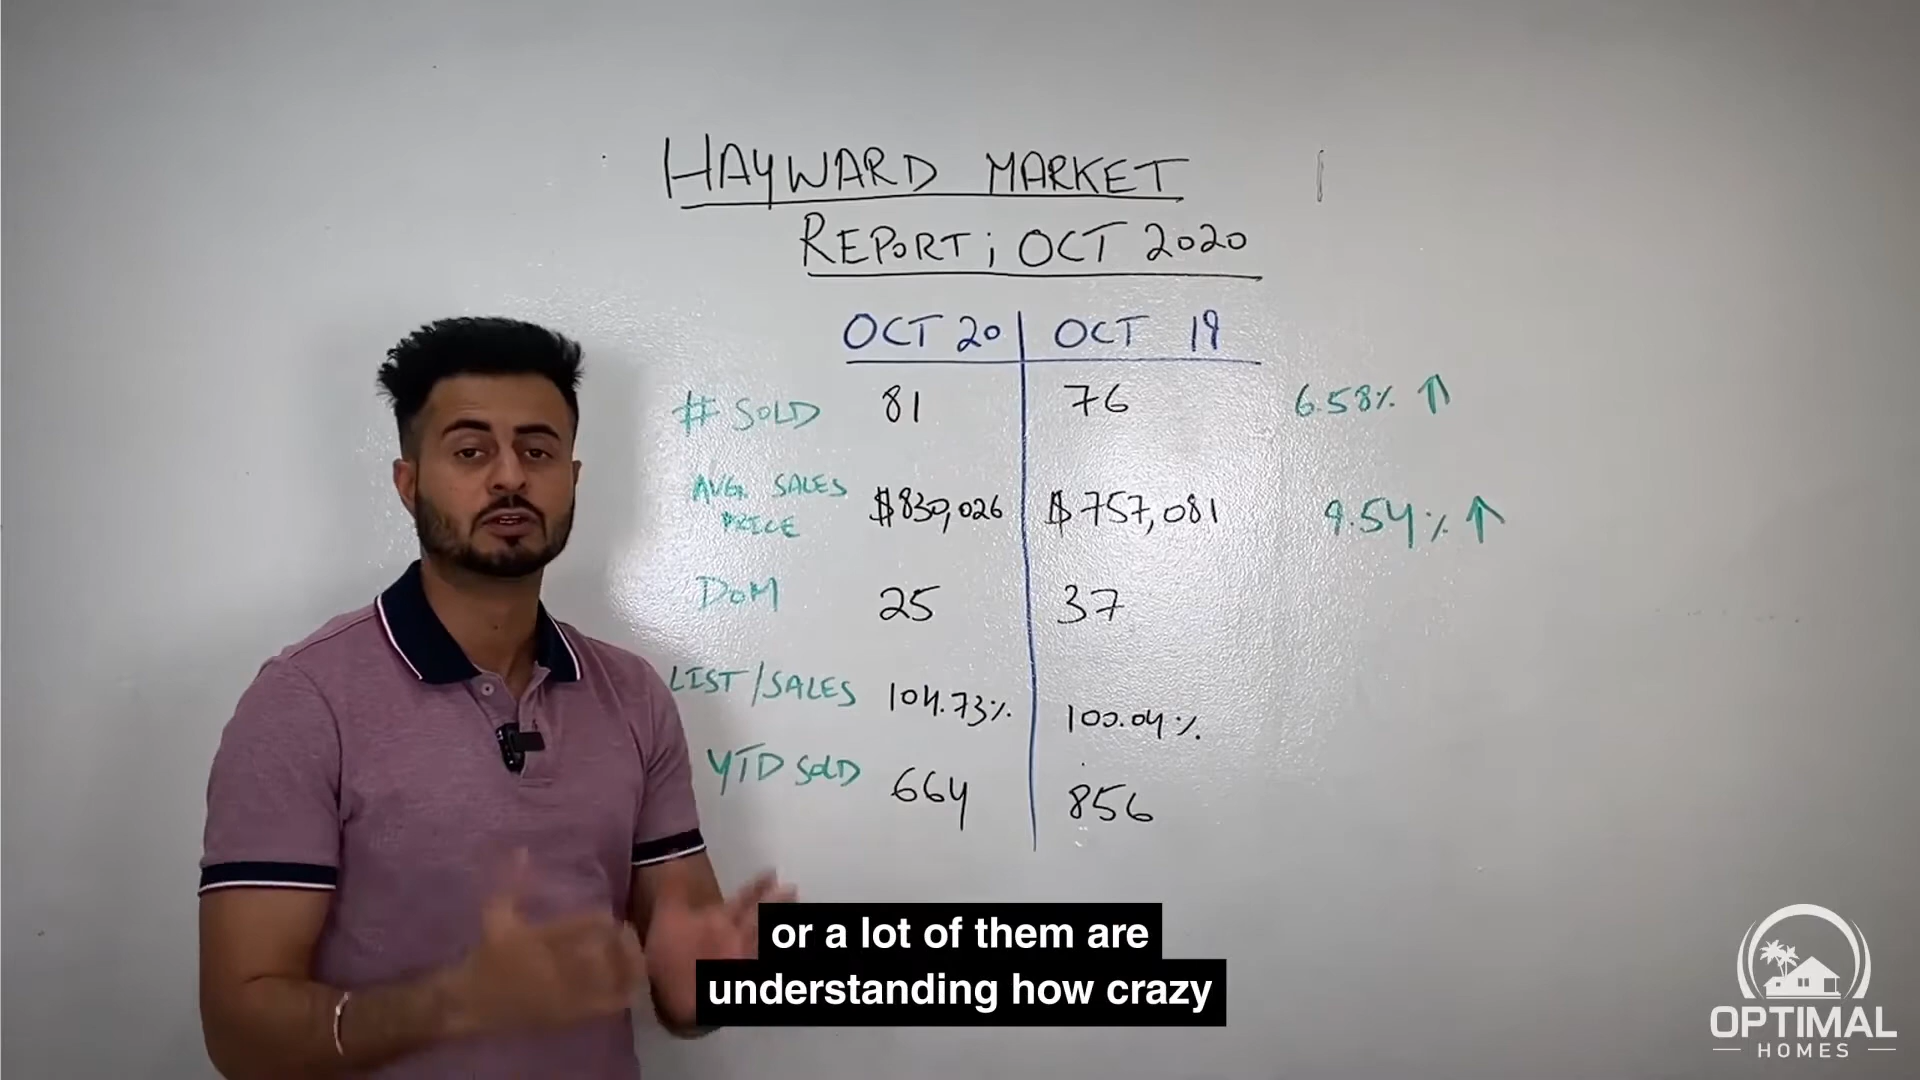 HAYWARD MARKET
REPORT; OCT 2020
OCT 20 OCT 19
# SOLD 81 76 6.58% ↑
AVG. SALES PRICE $830,026 $757,081 9.54% ↑
DOM 25 37
LIST/SALES 104.73% 100.04%
YTD SOLD 664 856
or a lot of them are
understanding how crazy
OPTIMAL
HOMES